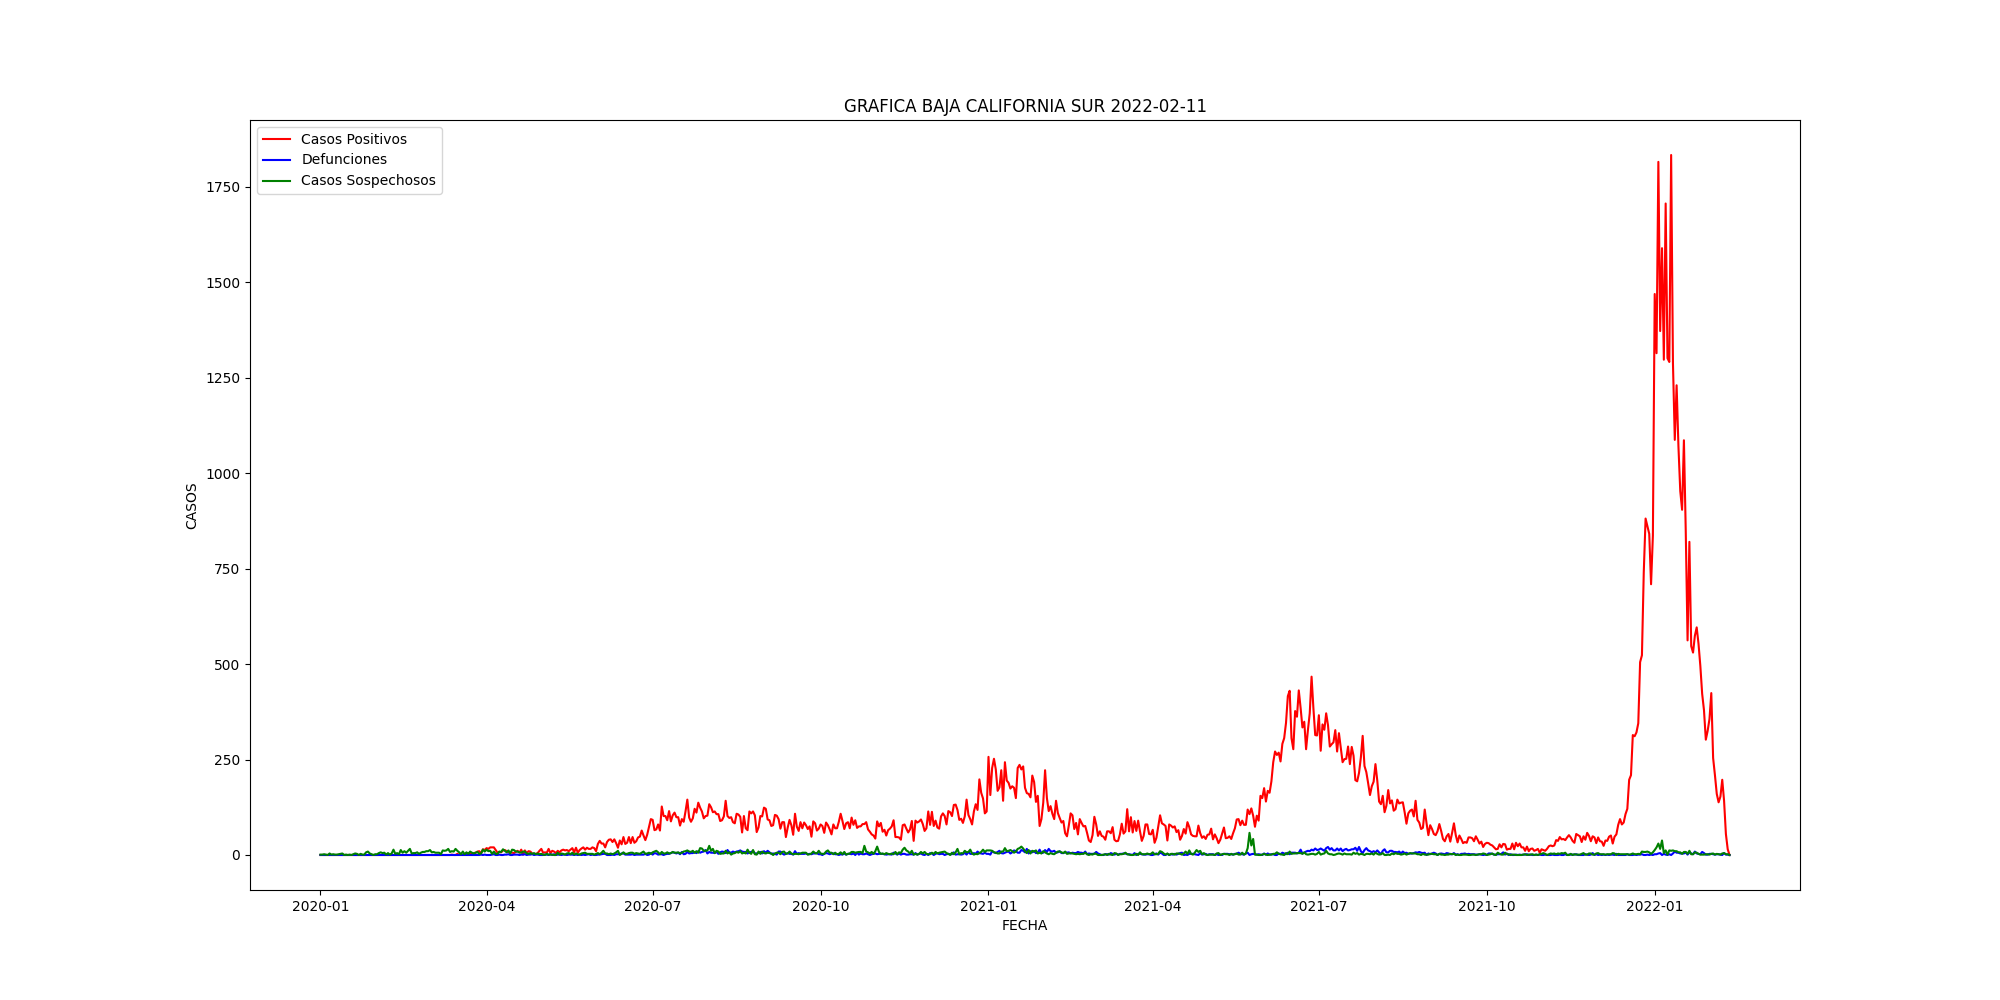 GRAFICA BAJA CALIFORNIA SUR 2022-02-11
Casos Positivos
Defunciones
Casos Sospechosos
1750
1500
1250
1000
750
500
250
0
CASOS
2020-01 2020-04 2020-07 2020-10 2021-01 2021-04 2021-07 2021-10 2022-01
FECHA